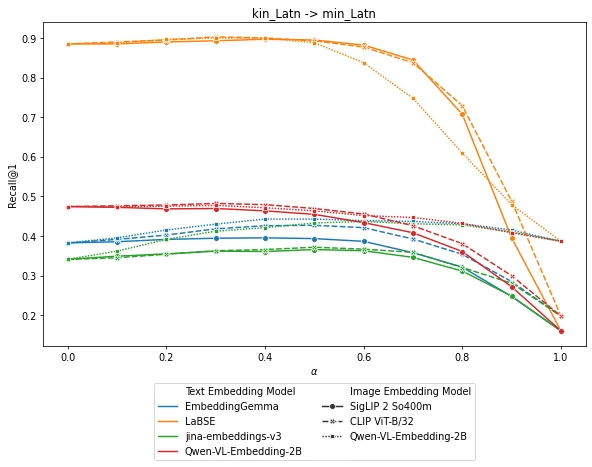 kin_Latn -> min_Latn
Recall@1
0.9
0.8
0.7
0.6
0.5
0.4
0.3
0.2
0.0
0.2
0.4
0.6
0.8
1.0
α
Text Embedding Model
EmbeddingGemma
LaBSE
jina-embeddings-v3
Qwen-VL-Embedding-2B
Image Embedding Model
SigLIP 2 So400m
CLIP ViT-B/32
Qwen-VL-Embedding-2B